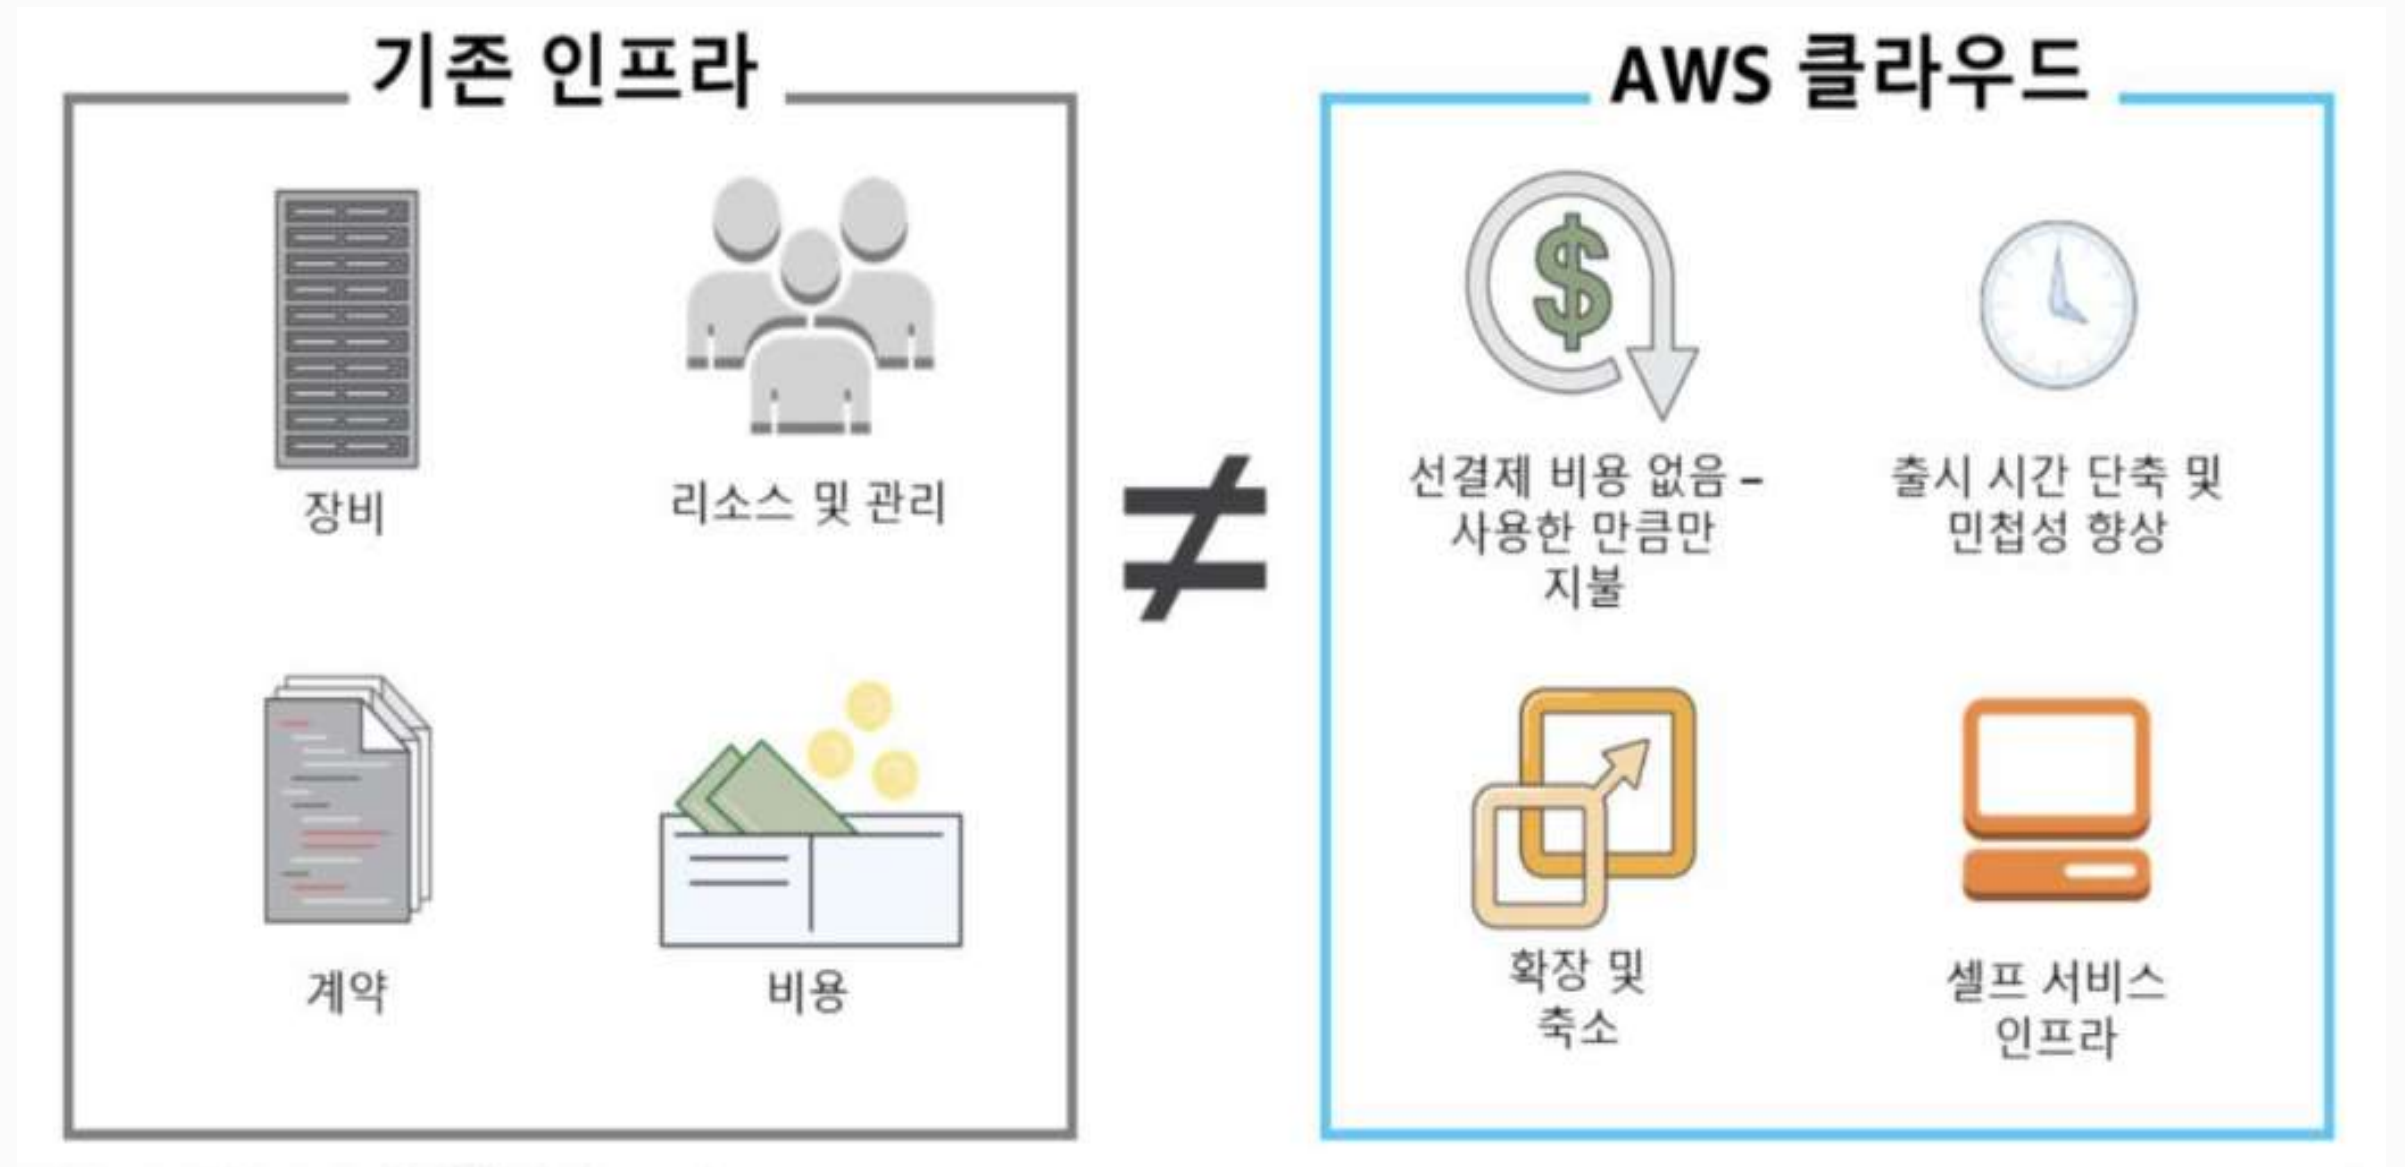 기존 인프라
장비
리소스 및 관리
계약
비용
≠
AWS 클라우드
선결제 비용 없음 –
사용한 만큼만
지불
출시 시간 단축 및
민첩성 향상
확장 및
축소
셀프 서비스
인프라